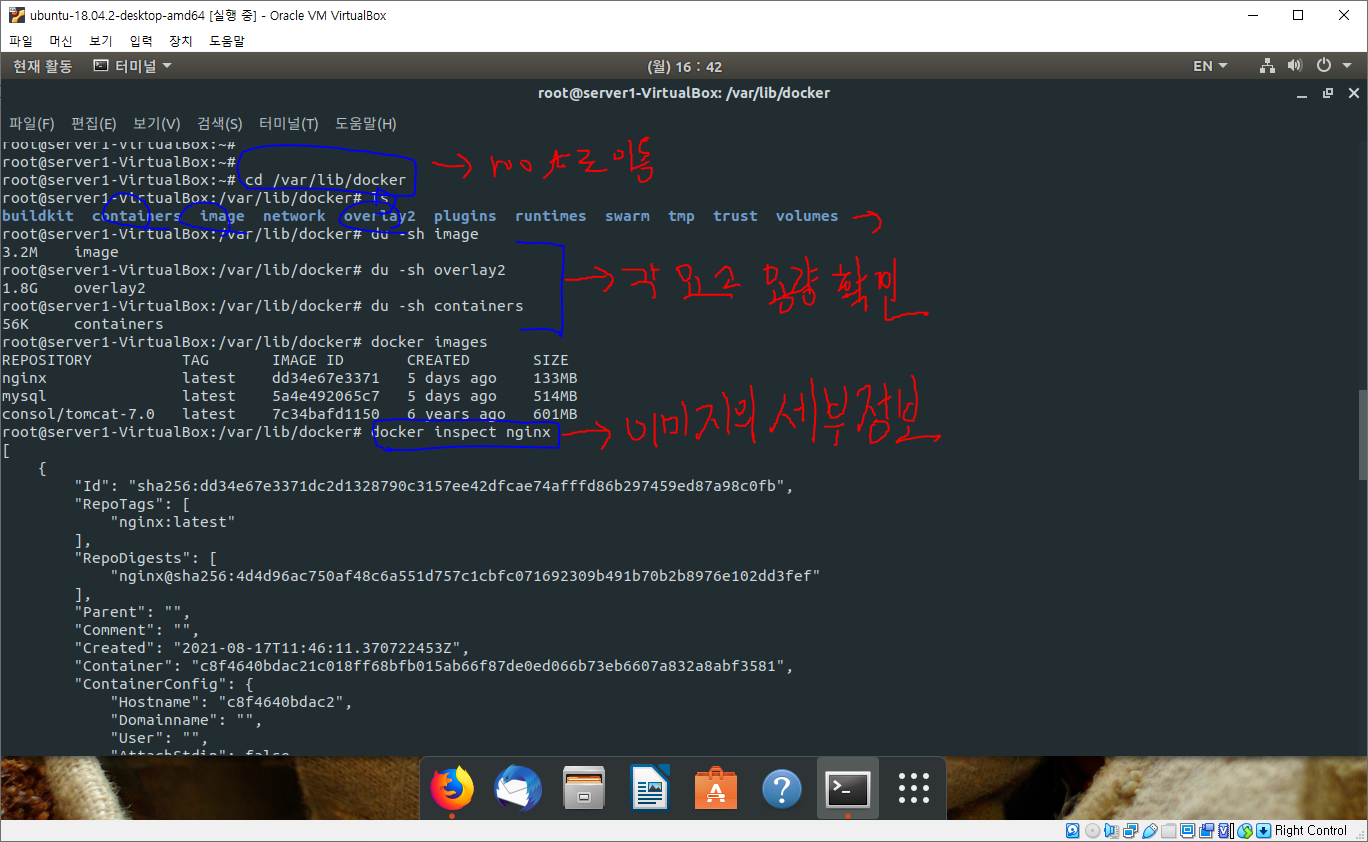 ubuntu-18.04.2-desktop-amd64 [실행 중] - Oracle VM VirtualBox
파일 머신 보기 입력 장치 도움말
현재 활동 터미널 (월) 16 : 42 EN
root@server1-VirtualBox: /var/lib/docker
파일(F) 편집(E) 보기(V) 검색(S) 터미널(T) 도움말(H)
root@server1-VirtualBox:~#
root@server1-VirtualBox:~#
root@server1-VirtualBox:~# cd /var/lib/docker
→ root로 이동
root@server1-VirtualBox:/var/lib/docker# ls
buildkit containers image network overlay2 plugins runtimes swarm tmp trust volumes →
root@server1-VirtualBox:/var/lib/docker# du -sh image
3.2M image
root@server1-VirtualBox:/var/lib/docker# du -sh overlay2
1.8G overlay2
→ 각 요소 용량 확인
root@server1-VirtualBox:/var/lib/docker# du -sh containers
56K containers
root@server1-VirtualBox:/var/lib/docker# docker images
REPOSITORY TAG IMAGE ID CREATED SIZE
nginx latest dd34e67e3371 5 days ago 133MB
mysql latest 5a4e492065c7 5 days ago 514MB
consol/tomcat-7.0 latest 7c34bafd1150 6 years ago 601MB
root@server1-VirtualBox:/var/lib/docker# docker inspect nginx
→ 이미지의 세부정보
[
{
"Id": "sha256:dd34e67e3371dc2d1328790c3157ee42dfcae74afffd86b297459ed87a98c0fb",
"RepoTags": [
"nginx:latest"
],
"RepoDigests": [
"nginx@sha256:4d4d96ac750af48c6a551d757c1cbfc071692309b491b70b2b8976e102dd3fef"
],
"Parent": "",
"Comment": "",
"Created": "2021-08-17T11:46:11.370722453Z",
"Container": "c8f4640bdac21c018ff68bfb015ab66f87de0ed066b73eb6607a832a8abf3581",
"ContainerConfig": {
"Hostname": "c8f4640bdac2",
"Domainname": "",
"User": "",
"AttachStdin": false,
Right Control